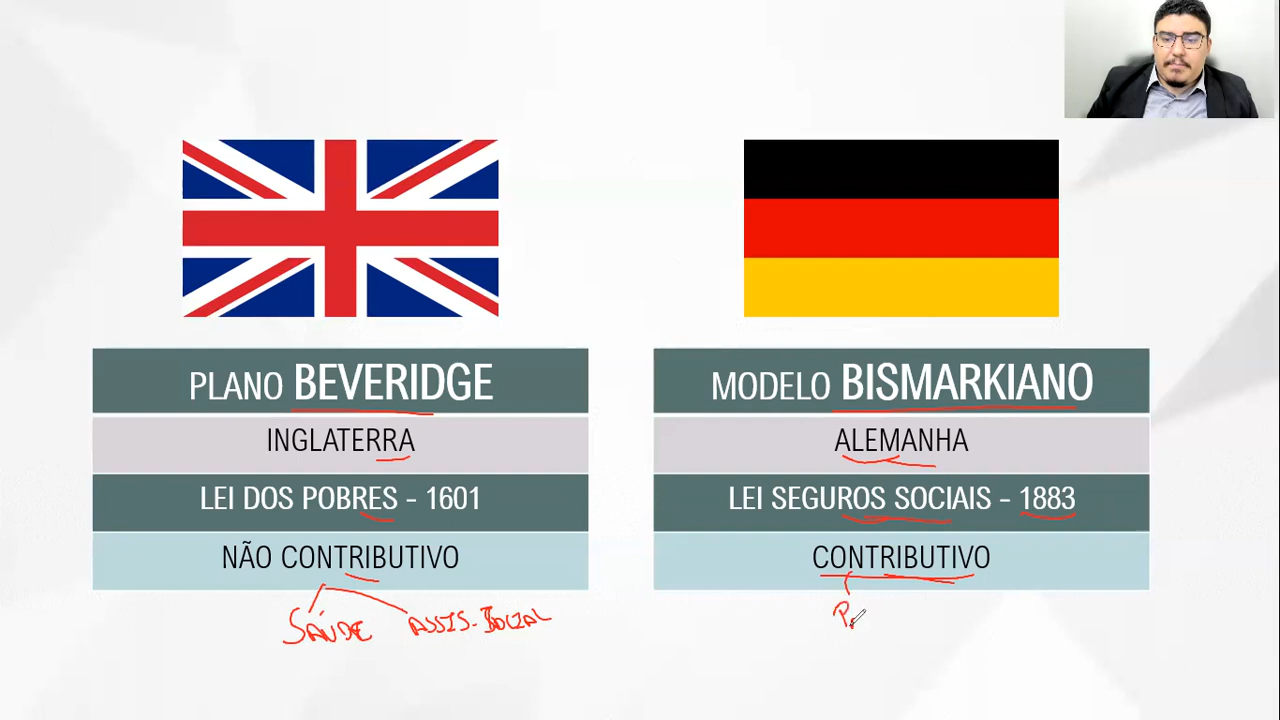 PLANO BEVERIDGE
INGLATERRA
LEI DOS POBRES - 1601
NÃO CONTRIBUTIVO
SAÚDE ASSIS. SOCIAL
MODELO BISMARKIANO
ALEMANHA
LEI SEGUROS SOCIAIS - 1883
CONTRIBUTIVO